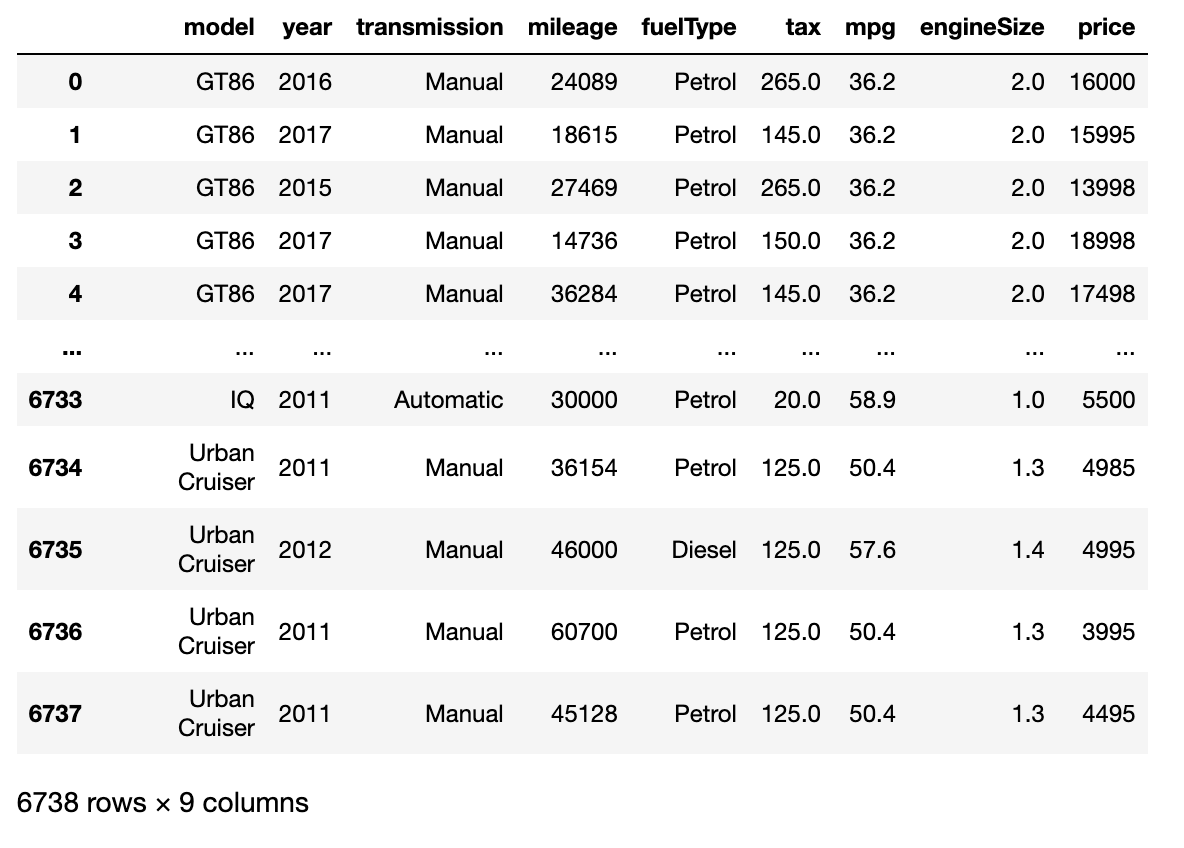 model year transmission mileage fuelType tax mpg engineSize price
0 GT86 2016 Manual 24089 Petrol 265.0 36.2 2.0 16000
1 GT86 2017 Manual 18615 Petrol 145.0 36.2 2.0 15995
2 GT86 2015 Manual 27469 Petrol 265.0 36.2 2.0 13998
3 GT86 2017 Manual 14736 Petrol 150.0 36.2 2.0 18998
4 GT86 2017 Manual 36284 Petrol 145.0 36.2 2.0 17498
... ... ... ... ... ... ... ... ... ...
6733 IQ 2011 Automatic 30000 Petrol 20.0 58.9 1.0 5500
6734 Urban Cruiser 2011 Manual 36154 Petrol 125.0 50.4 1.3 4985
6735 Urban Cruiser 2012 Manual 46000 Diesel 125.0 57.6 1.4 4995
6736 Urban Cruiser 2011 Manual 60700 Petrol 125.0 50.4 1.3 3995
6737 Urban Cruiser 2011 Manual 45128 Petrol 125.0 50.4 1.3 4495
6738 rows × 9 columns